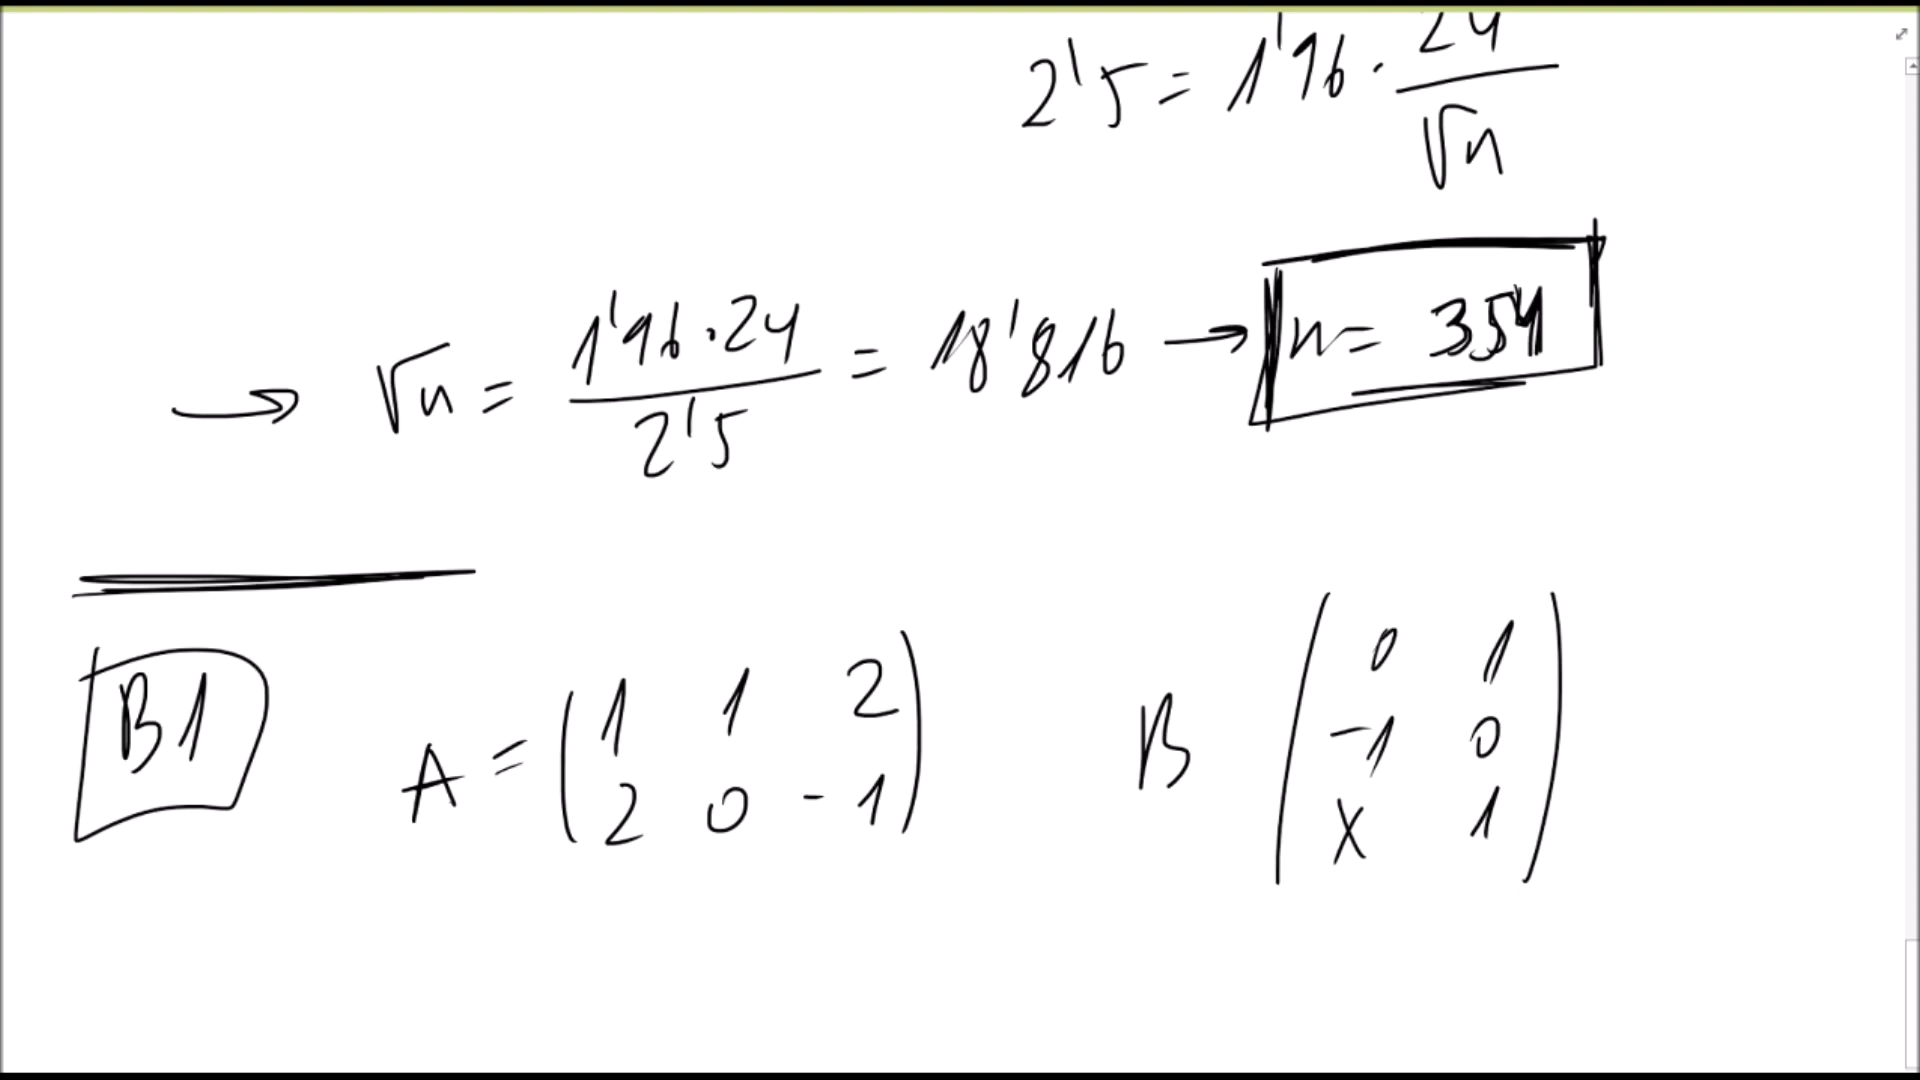 2'5 = 1'96 · 24/√n
→ √n = 1'96·24/2'5 = 18'816 → n = 354
B1 A = (1 1 2; 2 0 -1) B (0 1; -1 0; x 1)